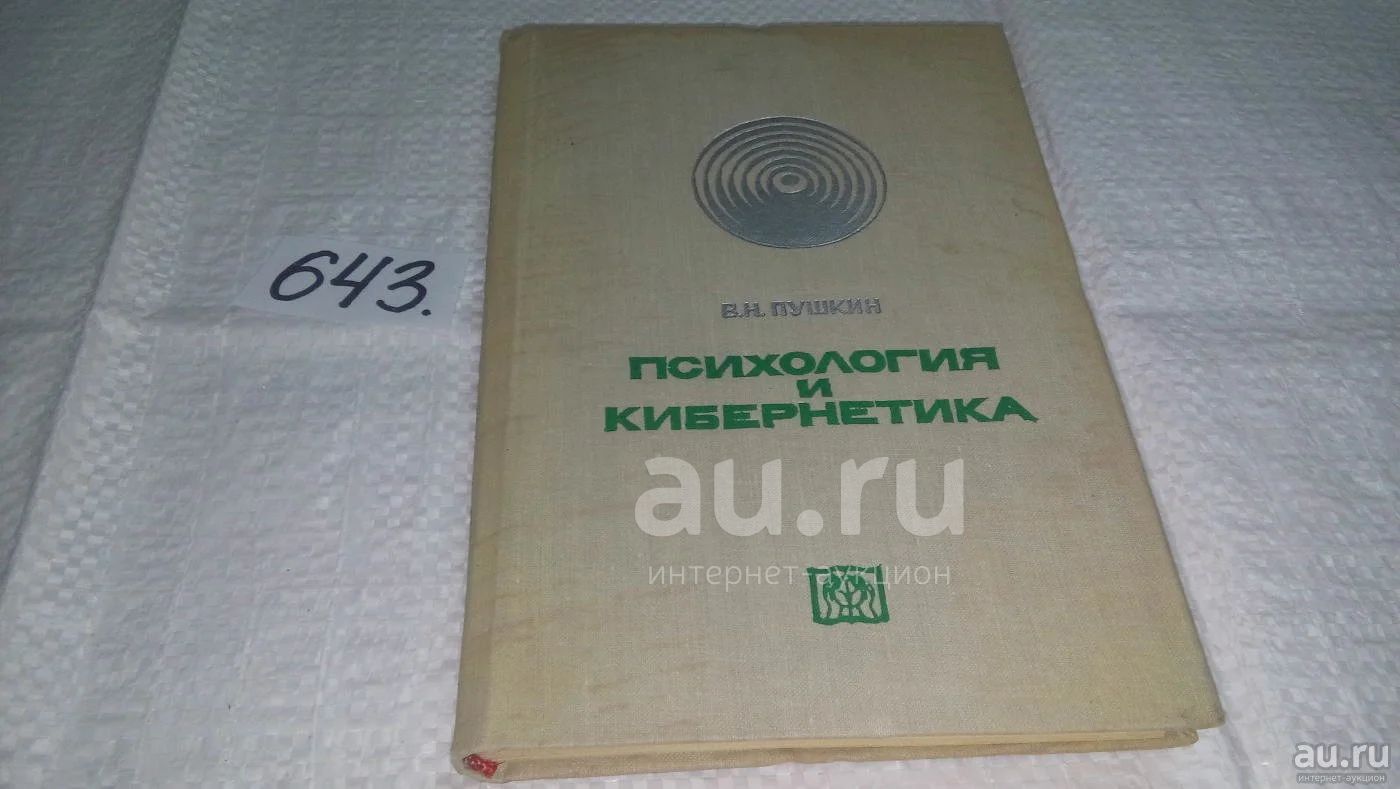 643.
В.Н. ПУШКИН
ПСИХОЛОГИЯ
И
КИБЕРНЕТИКА
au.ru
интернет-аукцион
au.ru
интернет-аукцион